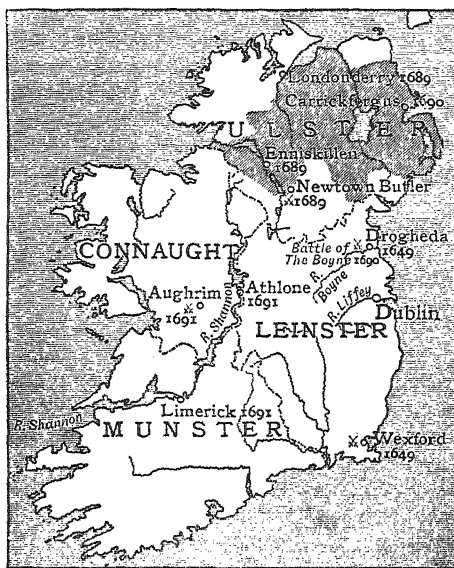 Londonderry 1689
Carrickfergus 1690
ULSTER
Enniskillen
1689
Newtown Butler
1689
Drogheda
1649
Battle of
The Boyne 1690
CONNAUGHT
R. Boyne
Athlone
1691
Aughrim
1691
R. Shannon
R. Liffey
Dublin
LEINSTER
R. Shannon
Limerick 1691
MUNSTER
Wexford
1649